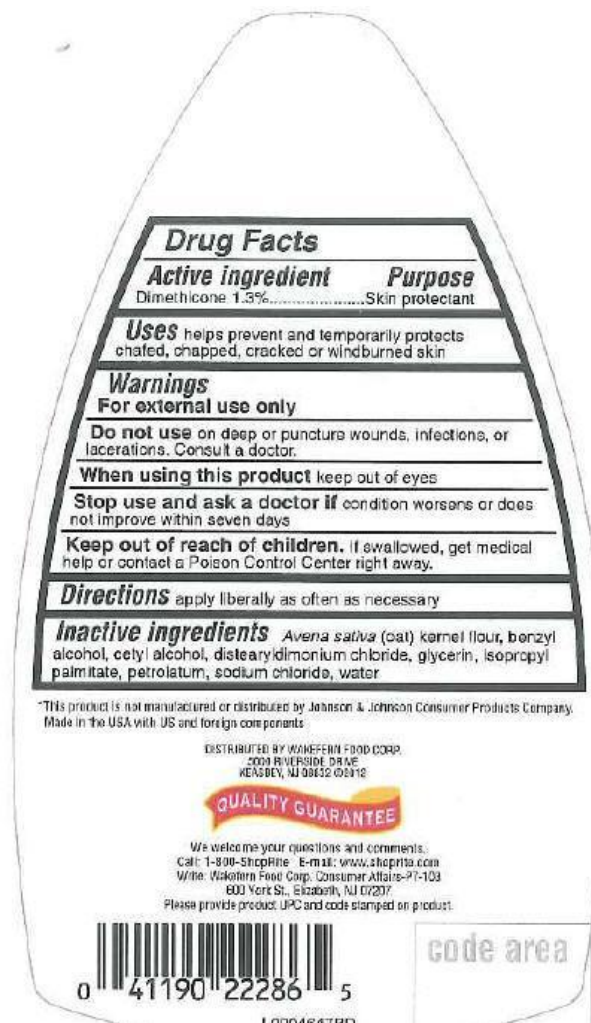 Drug Facts
Active ingredient Purpose
Dimethicone 1.3%......................Skin protectant
Uses helps prevent and temporarily protects
chafed, chapped, cracked or windburned skin
Warnings
For external use only
Do not use on deep or puncture wounds, infections, or
lacerations. Consult a doctor.
When using this product keep out of eyes
Stop use and ask a doctor if condition worsens or does
not improve within seven days
Keep out of reach of children. If swallowed, get medical
help or contact a Poison Control Center right away.
Directions apply liberally as often as necessary
Inactive ingredients Avena sativa (oat) kernel flour, benzyl
alcohol, cetyl alcohol, distearyldimonium chloride, glycerin, isopropyl
palmitate, petrolatum, sodium chloride, water
*This product is not manufactured or distributed by Johnson & Johnson Consumer Products Company.
Made in the USA with US and foreign components
DISTRIBUTED BY WAKEFERN FOOD CORP.
RIVERSIDE DRIVE
KEASBEY, NJ 08832 ©2012
QUALITY GUARANTEE
We welcome your questions and comments.
Call: 1-800-ShopRite E-mail: www.shoprite.com
Write: Wakefern Food Corp. Consumer Affairs-P7-103
600 York St., Elizabeth, NJ 07207
Please provide product UPC and code stamped on product.
code area
0 41190 22286 5